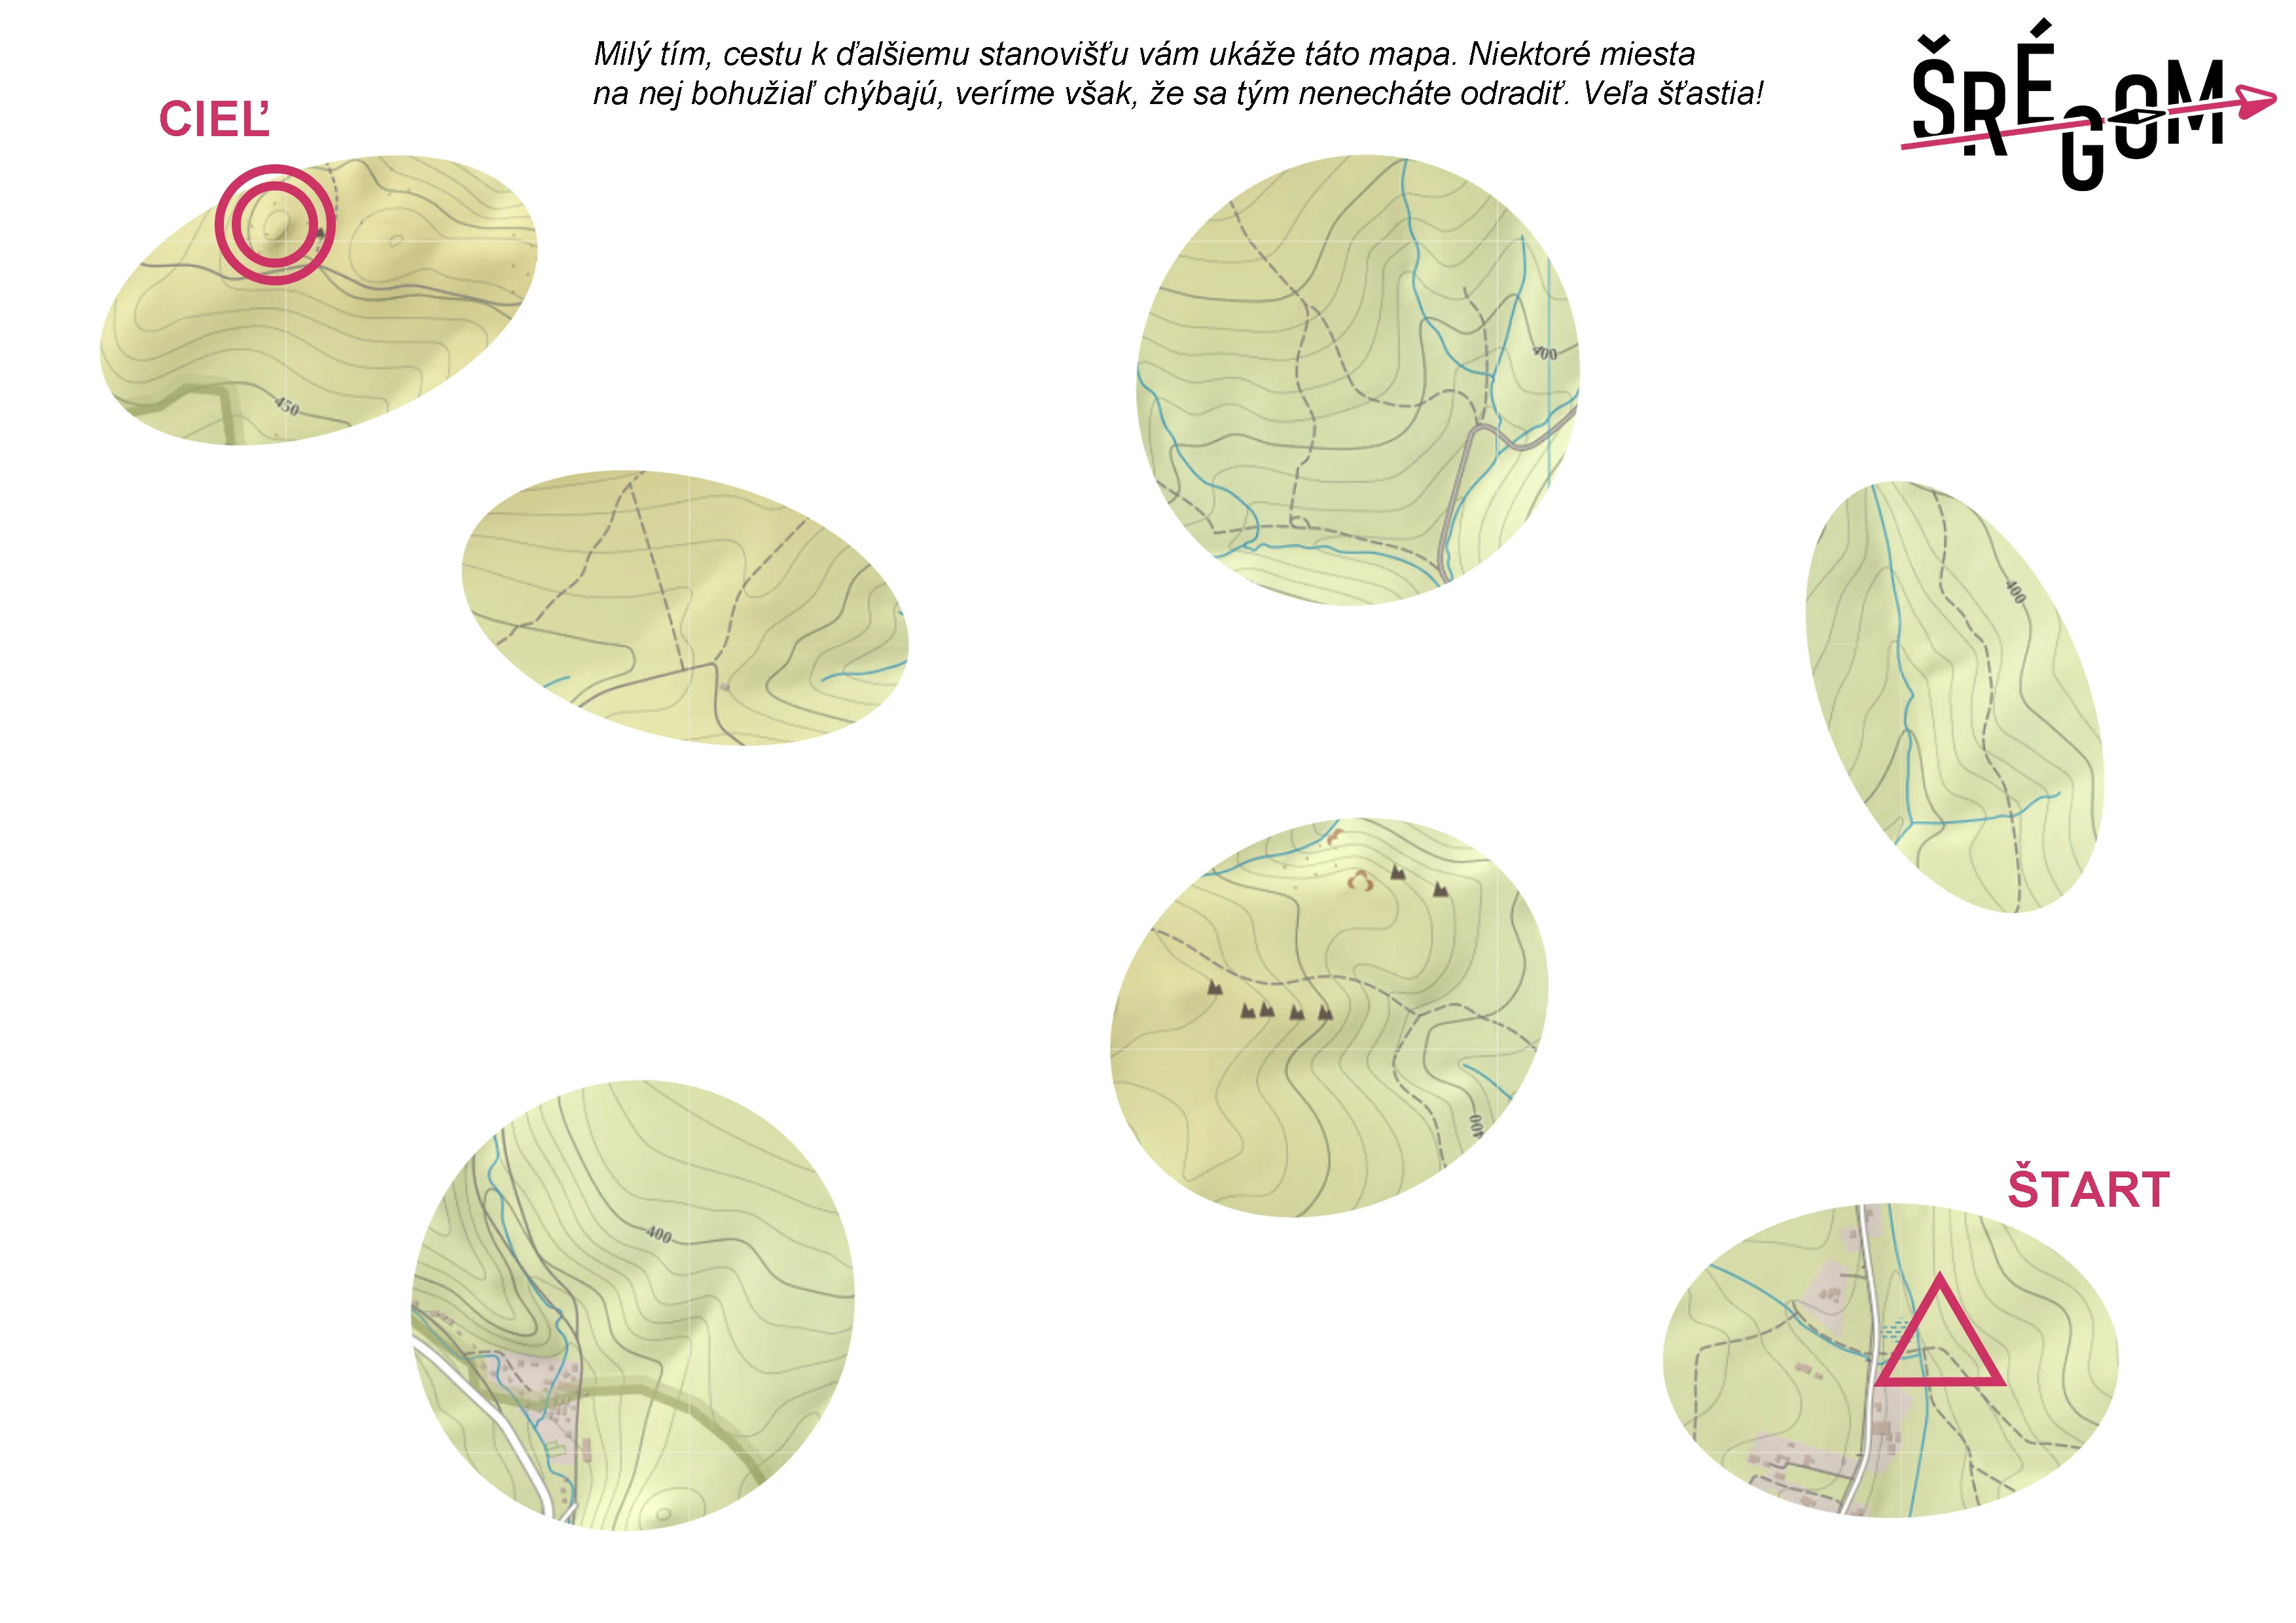 Milý tím, cestu k ďalšiemu stanovišťu vám ukáže táto mapa. Niektoré miesta
na nej bohužiaľ chýbajú, veríme však, že sa tým nenecháte odradiť. Veľa šťastia!
ŠRÉGOM
CIEĽ
400
450
400
400
400
ŠTART